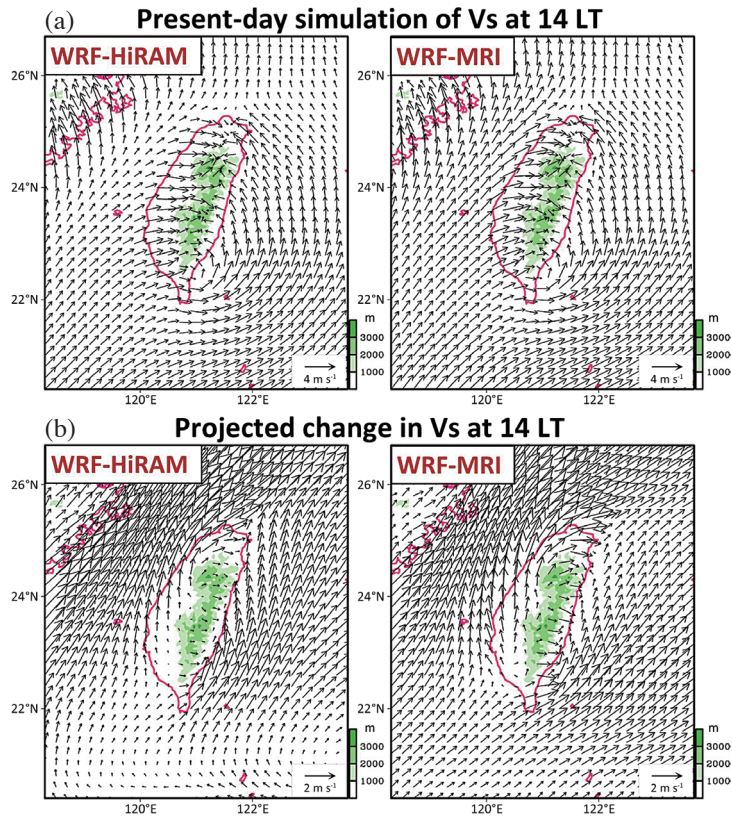 (a) Present-day simulation of Vs at 14 LT
WRF-HiRAM WRF-MRI
26°N 26°N
24°N 24°N
22°N 22°N
m m
3000 3000
2000 2000
1000 1000
4 m s⁻¹ 4 m s⁻¹
120°E 122°E 120°E 122°E
(b) Projected change in Vs at 14 LT
WRF-HiRAM WRF-MRI
26°N 26°N
24°N 24°N
22°N 22°N
m m
3000 3000
2000 2000
1000 1000
2 m s⁻¹ 2 m s⁻¹
120°E 122°E 120°E 122°E